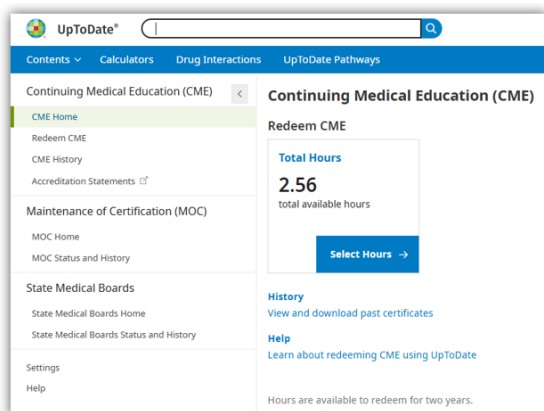 UpToDate®
Contents Calculators Drug Interactions UpToDate Pathways
Continuing Medical Education (CME)
CME Home
Redeem CME
CME History
Accreditation Statements
Maintenance of Certification (MOC)
MOC Home
MOC Status and History
State Medical Boards
State Medical Boards Home
State Medical Boards Status and History
Settings
Help
Continuing Medical Education (CME)
Redeem CME
Total Hours
2.56
total available hours
Select Hours →
History
View and download past certificates
Help
Learn about redeeming CME using UpToDate
Hours are available to redeem for two years.